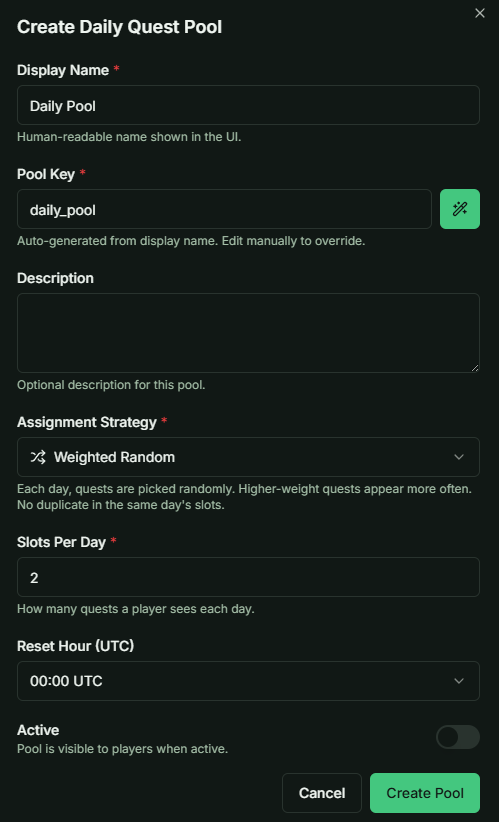 Create Daily Quest Pool
Display Name *
Daily Pool
Human-readable name shown in the UI.
Pool Key *
daily_pool
Auto-generated from display name. Edit manually to override.
Description
Optional description for this pool.
Assignment Strategy *
Weighted Random
Each day, quests are picked randomly. Higher-weight quests appear more often.
No duplicate in the same day's slots.
Slots Per Day *
2
How many quests a player sees each day.
Reset Hour (UTC)
00:00 UTC
Active
Pool is visible to players when active.
Cancel
Create Pool